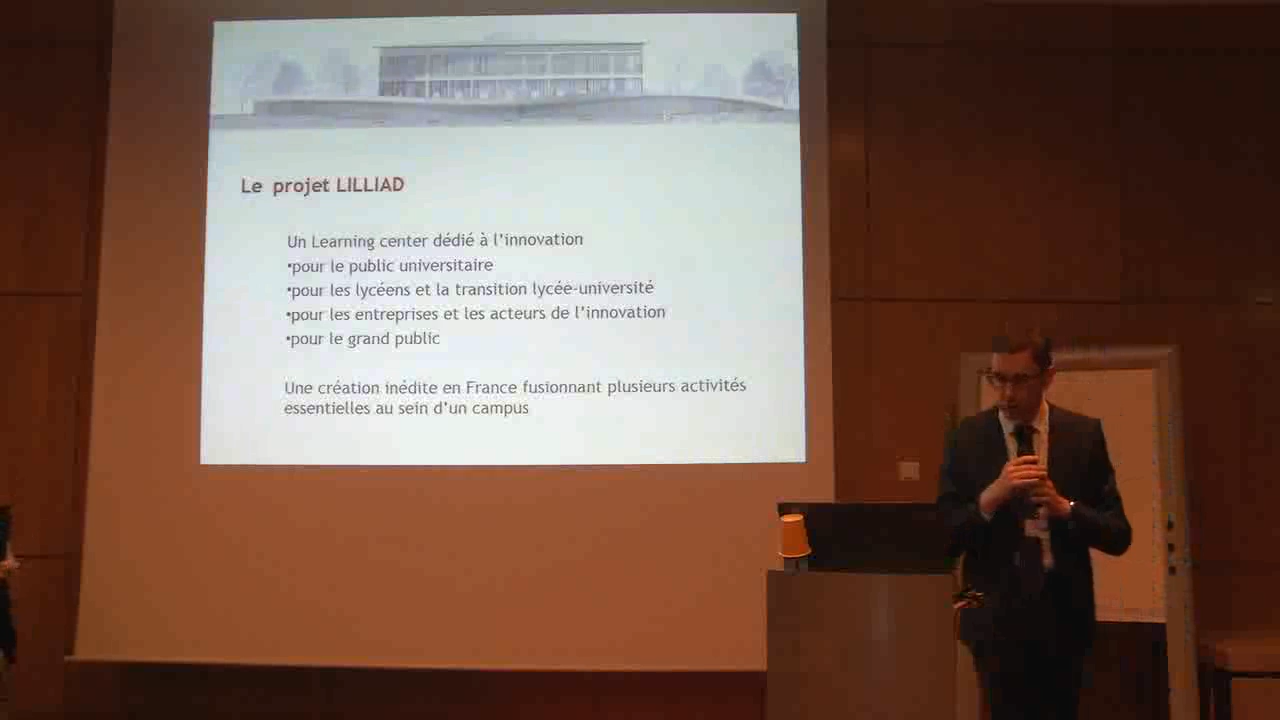 Le projet LILLIAD
Un Learning center dédié à l'innovation
•pour le public universitaire
•pour les lycéens et la transition lycée-université
•pour les entreprises et les acteurs de l'innovation
•pour le grand public
Une création inédite en France fusionnant plusieurs activités
essentielles au sein d'un campus